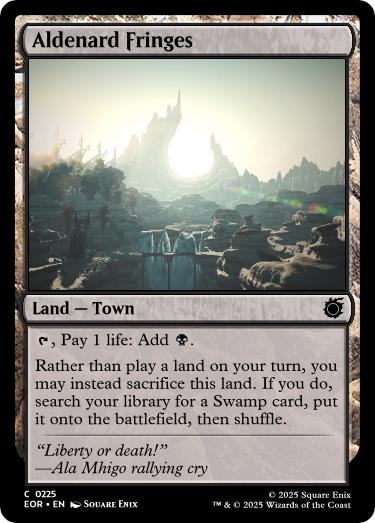 Aldenard Fringes
Land — Town
, Pay 1 life: Add .
Rather than play a land on your turn, you
may instead sacrifice this land. If you do,
search your library for a Swamp card, put
it onto the battlefield, then shuffle.
“Liberty or death!”
—Ala Mhigo rallying cry
C 0225
EOR • EN SQUARE ENIX
© 2025 Square Enix
™ & © 2025 Wizards of the Coast